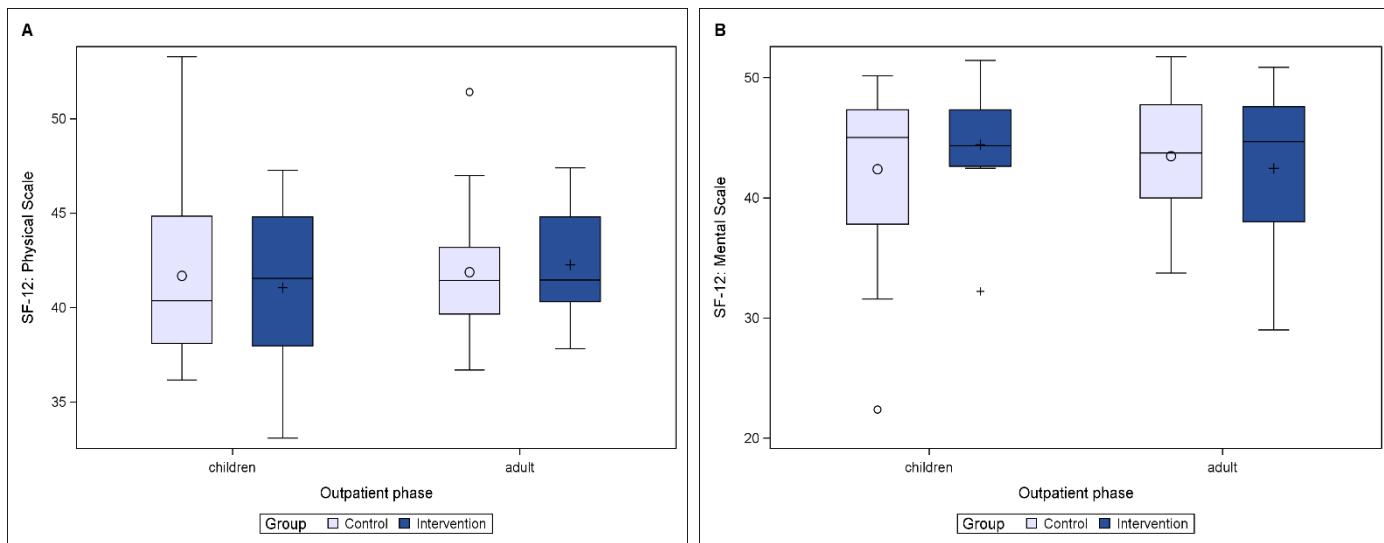 A
SF-12: Physical Scale
50
45
40
35
children adult
Outpatient phase
Group Control Intervention
B
SF-12: Mental Scale
50
40
30
20
children adult
Outpatient phase
Group Control Intervention